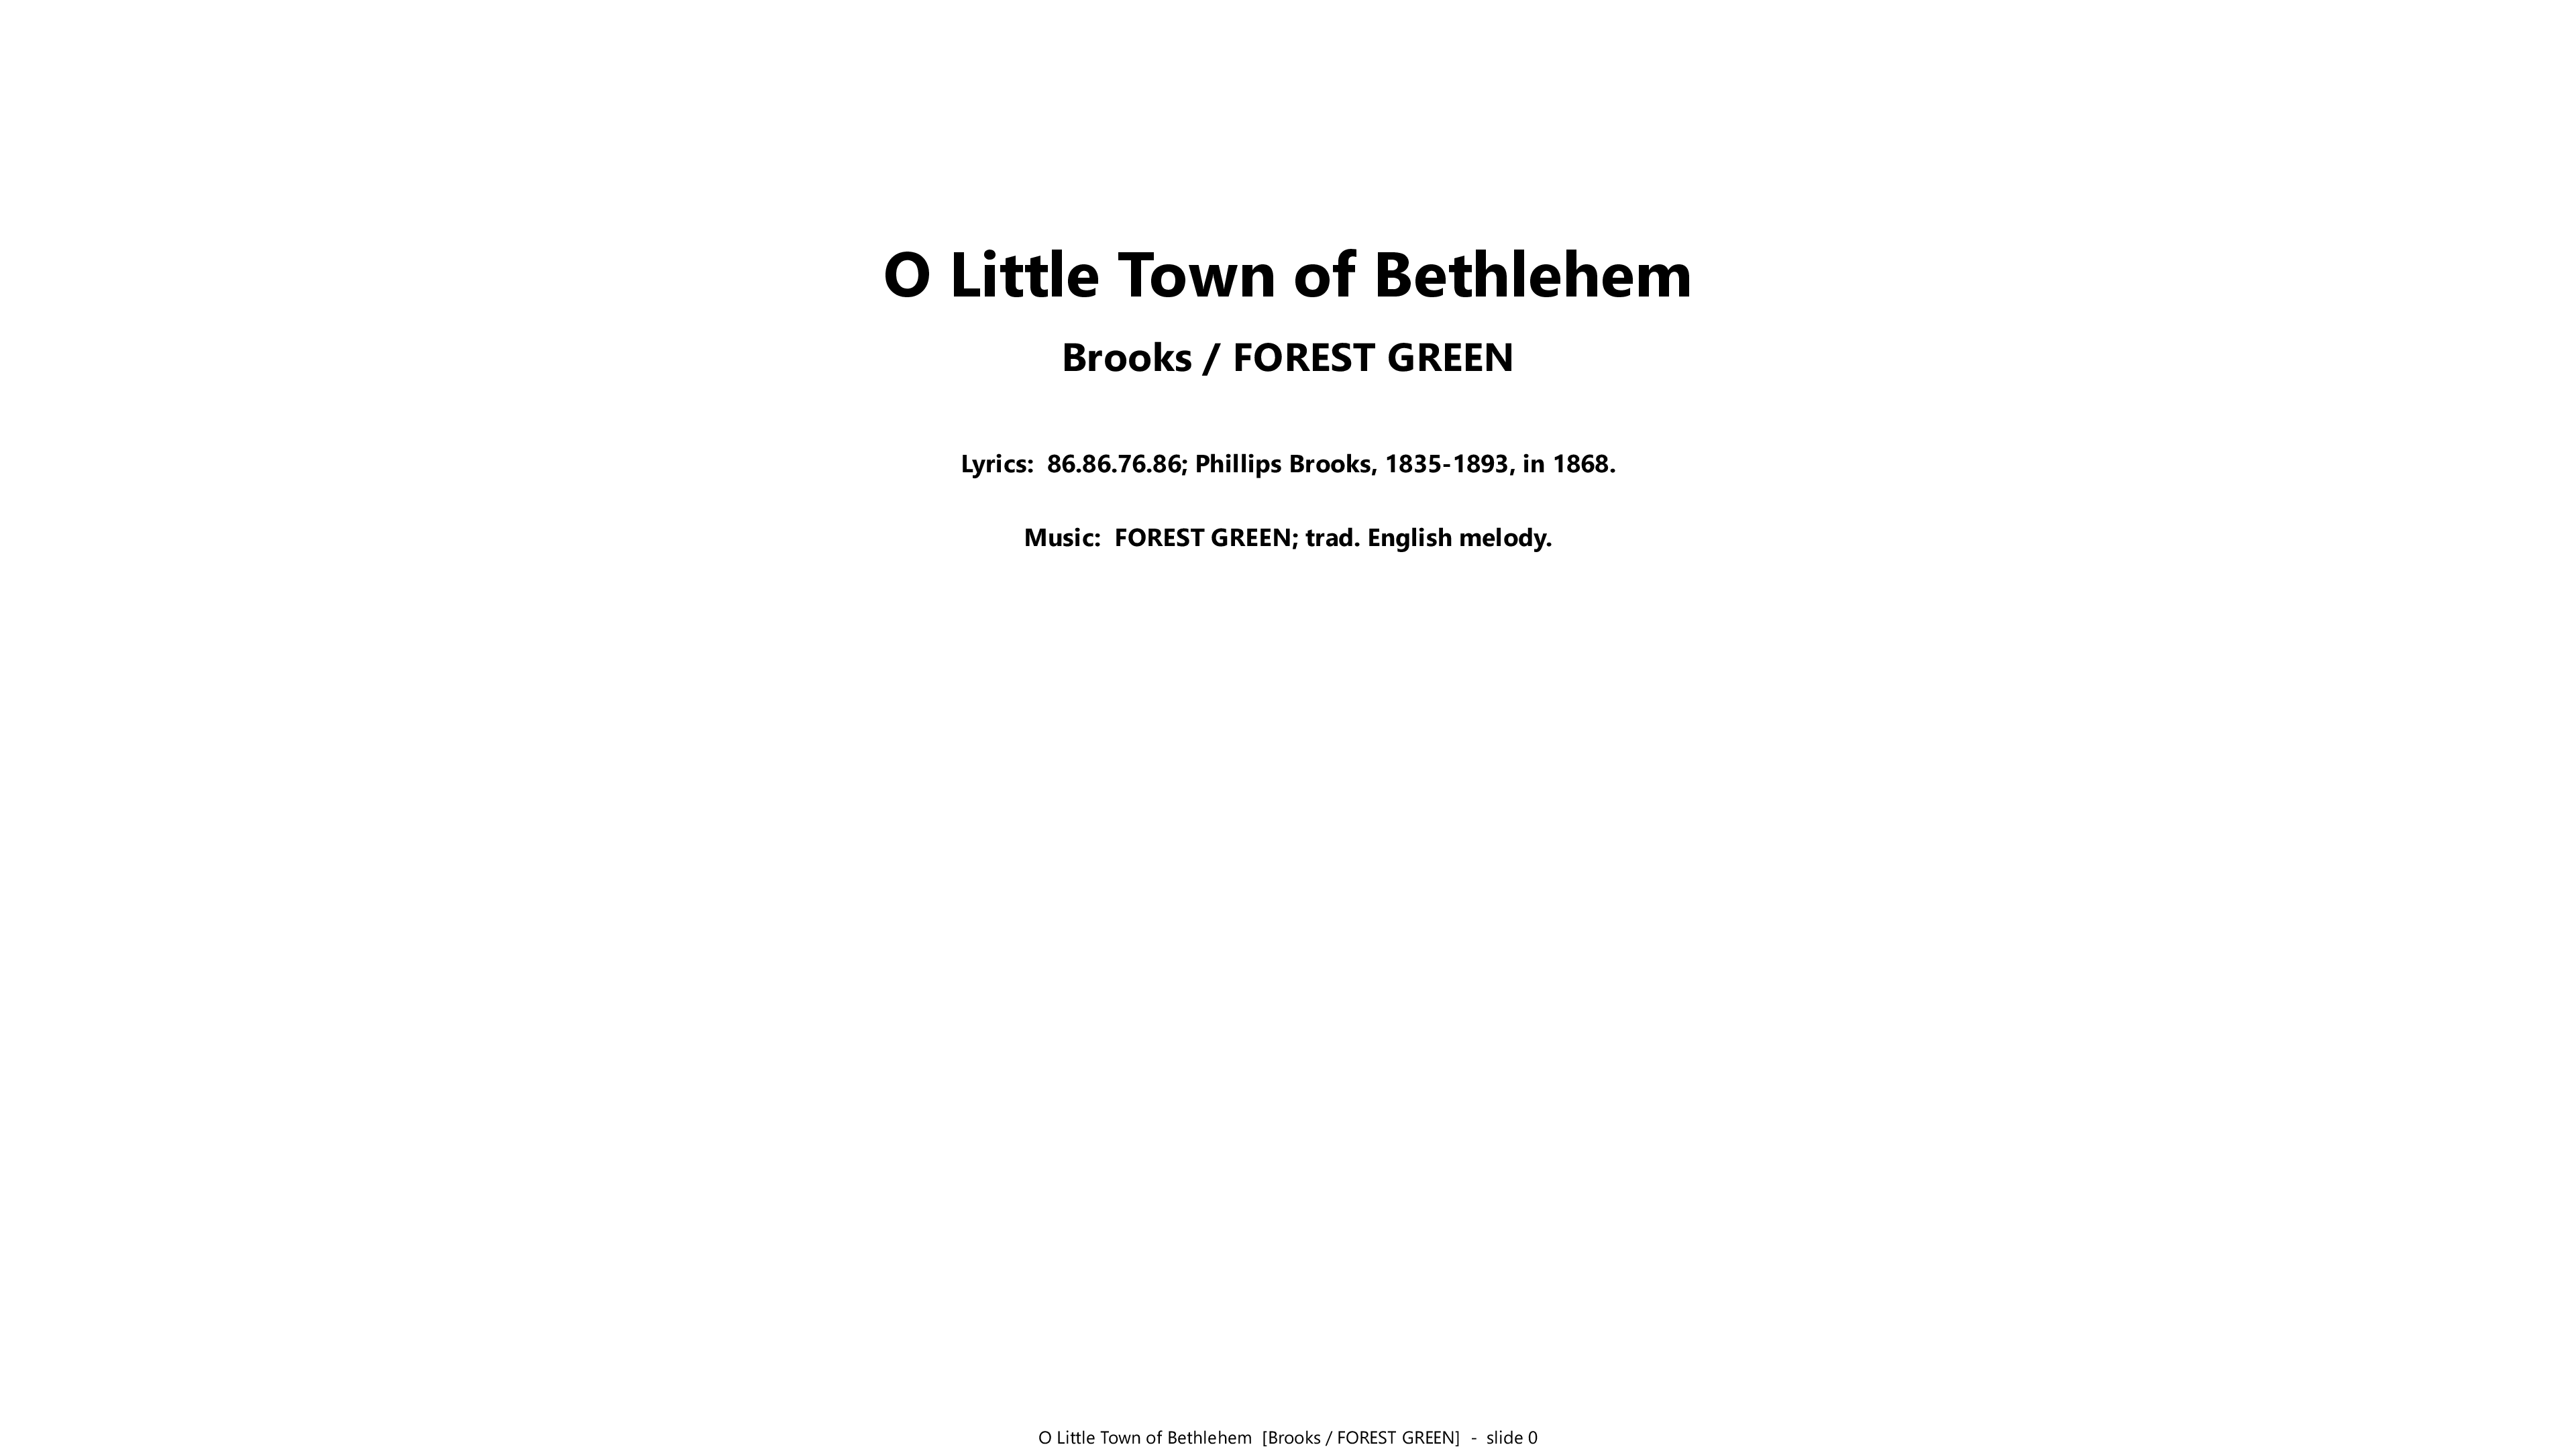 O Little Town of Bethlehem
Brooks / FOREST GREEN
Lyrics:  86.86.76.86; Phillips Brooks, 1835-1893, in 1868.
Music:  FOREST GREEN; trad. English melody.
O Little Town of Bethlehem  [Brooks / FOREST GREEN]  -  slide 0